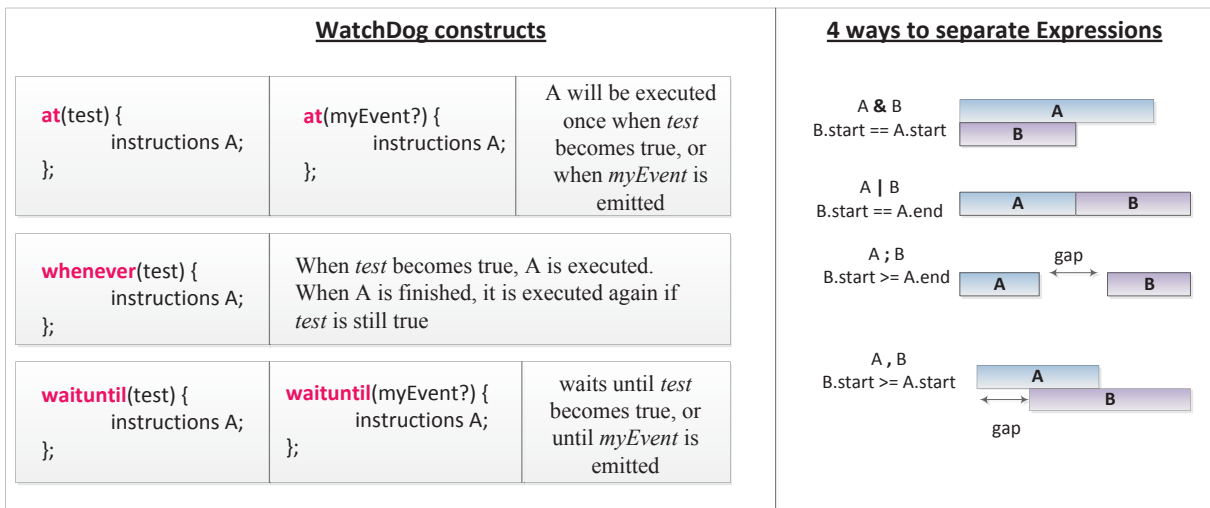 WatchDog constructs
at(test) {
instructions A;
};
at(myEvent?) {
instructions A;
};
A will be executed
once when test
becomes true, or
when myEvent is
emitted
whenever(test) {
instructions A;
};
When test becomes true, A is executed.
When A is finished, it is executed again if
test is still true
waituntil(test) {
instructions A;
};
waituntil(myEvent?) {
instructions A;
};
waits until test
becomes true, or
until myEvent is
emitted
4 ways to separate Expressions
A & B
B.start == A.start
A
B
A | B
B.start == A.end
A
B
A ; B
B.start >= A.end
gap
A
B
A , B
B.start >= A.start
A
B
gap